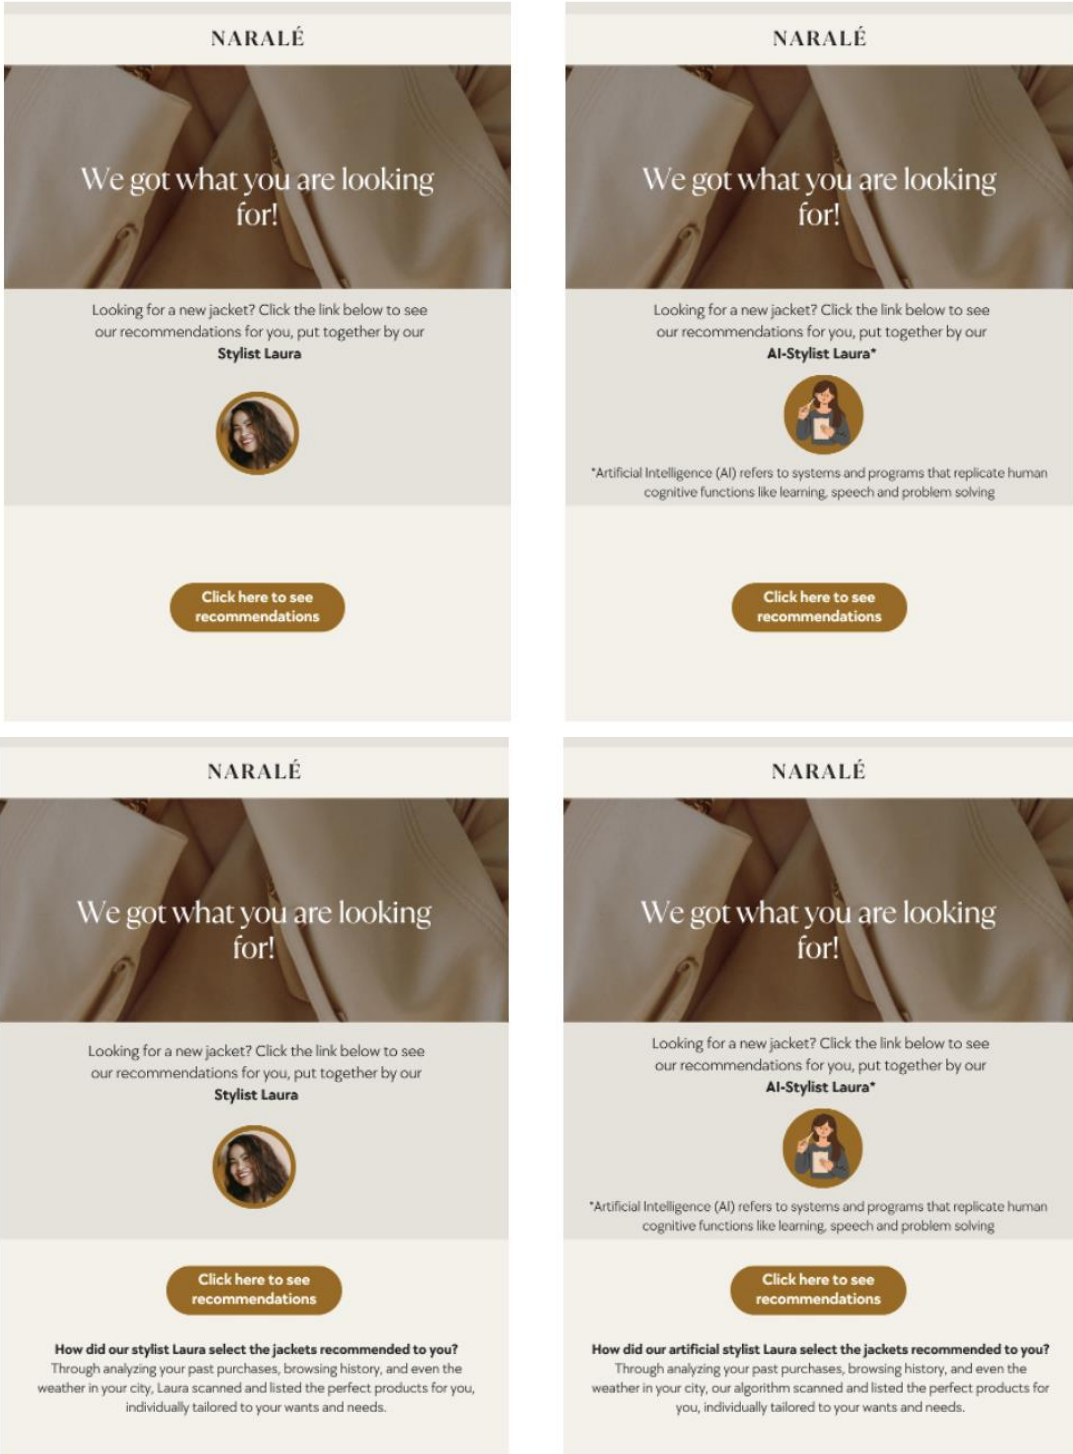 NARALÉ
We got what you are looking
for!
Looking for a new jacket? Click the link below to see
our recommendations for you, put together by our
Stylist Laura
Click here to see
recommendations
NARALÉ
We got what you are looking
for!
Looking for a new jacket? Click the link below to see
our recommendations for you, put together by our
AI-Stylist Laura*
*Artificial Intelligence (AI) refers to systems and programs that replicate human
cognitive functions like learning, speech and problem solving
Click here to see
recommendations
NARALÉ
We got what you are looking
for!
Looking for a new jacket? Click the link below to see
our recommendations for you, put together by our
Stylist Laura
Click here to see
recommendations
How did our stylist Laura select the jackets recommended to you?
Through analyzing your past purchases, browsing history, and even the
weather in your city, Laura scanned and listed the perfect products for you,
individually tailored to your wants and needs.
NARALÉ
We got what you are looking
for!
Looking for a new jacket? Click the link below to see
our recommendations for you, put together by our
AI-Stylist Laura*
*Artificial Intelligence (AI) refers to systems and programs that replicate human
cognitive functions like learning, speech and problem solving
Click here to see
recommendations
How did our artificial stylist Laura select the jackets recommended to you?
Through analyzing your past purchases, browsing history, and even the
weather in your city, our algorithm scanned and listed the perfect products for
you, individually tailored to your wants and needs.